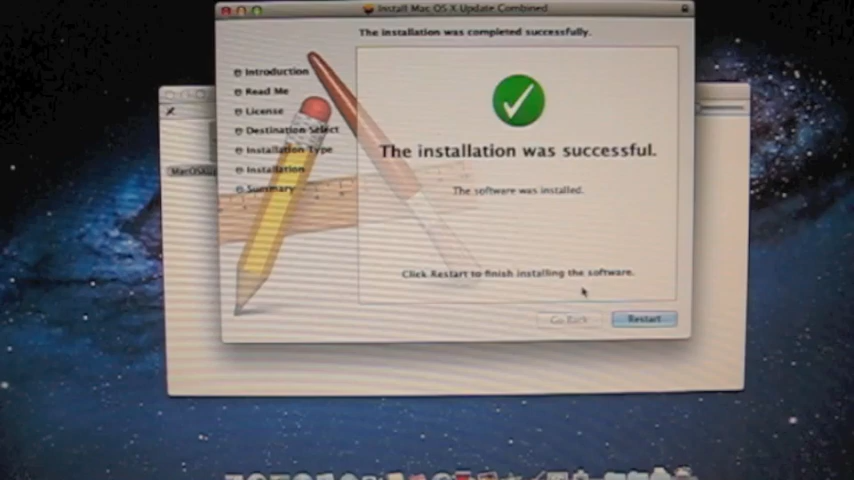 Install Mac OS X Update Combined
The installation was completed successfully.
Introduction
Read Me
License
Destination Select
Installation Type
Installation
Summary
The installation was successful.
The software was installed.
Click Restart to finish installing the software.
Go Back
Restart